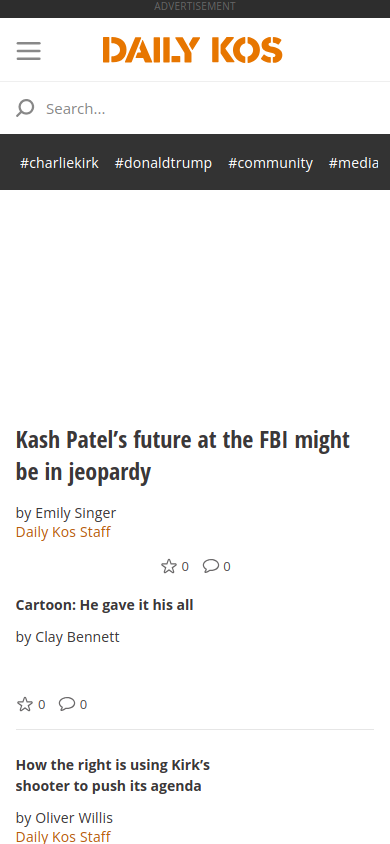 ADVERTISEMENT
DAILY KOS
Search...
#charliekirk #donaldtrump #community #media
Kash Patel’s future at the FBI might
be in jeopardy
by Emily Singer
Daily Kos Staff
0 0
Cartoon: He gave it his all
by Clay Bennett
0 0
How the right is using Kirk’s
shooter to push its agenda
by Oliver Willis
Daily Kos Staff